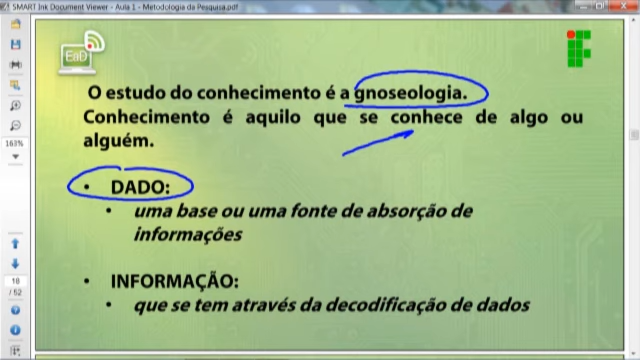 SMART Ink Document Viewer - Aula 1 - Metodologia da Pesquisa.pdf
EaD
O estudo do conhecimento é a gnoseologia.
Conhecimento é aquilo que se conhece de algo ou
alguém.
163%
• DADO:
• uma base ou uma fonte de absorção de
informações
18
/ 52
• INFORMAÇÃO:
• que se tem através da decodificação de dados